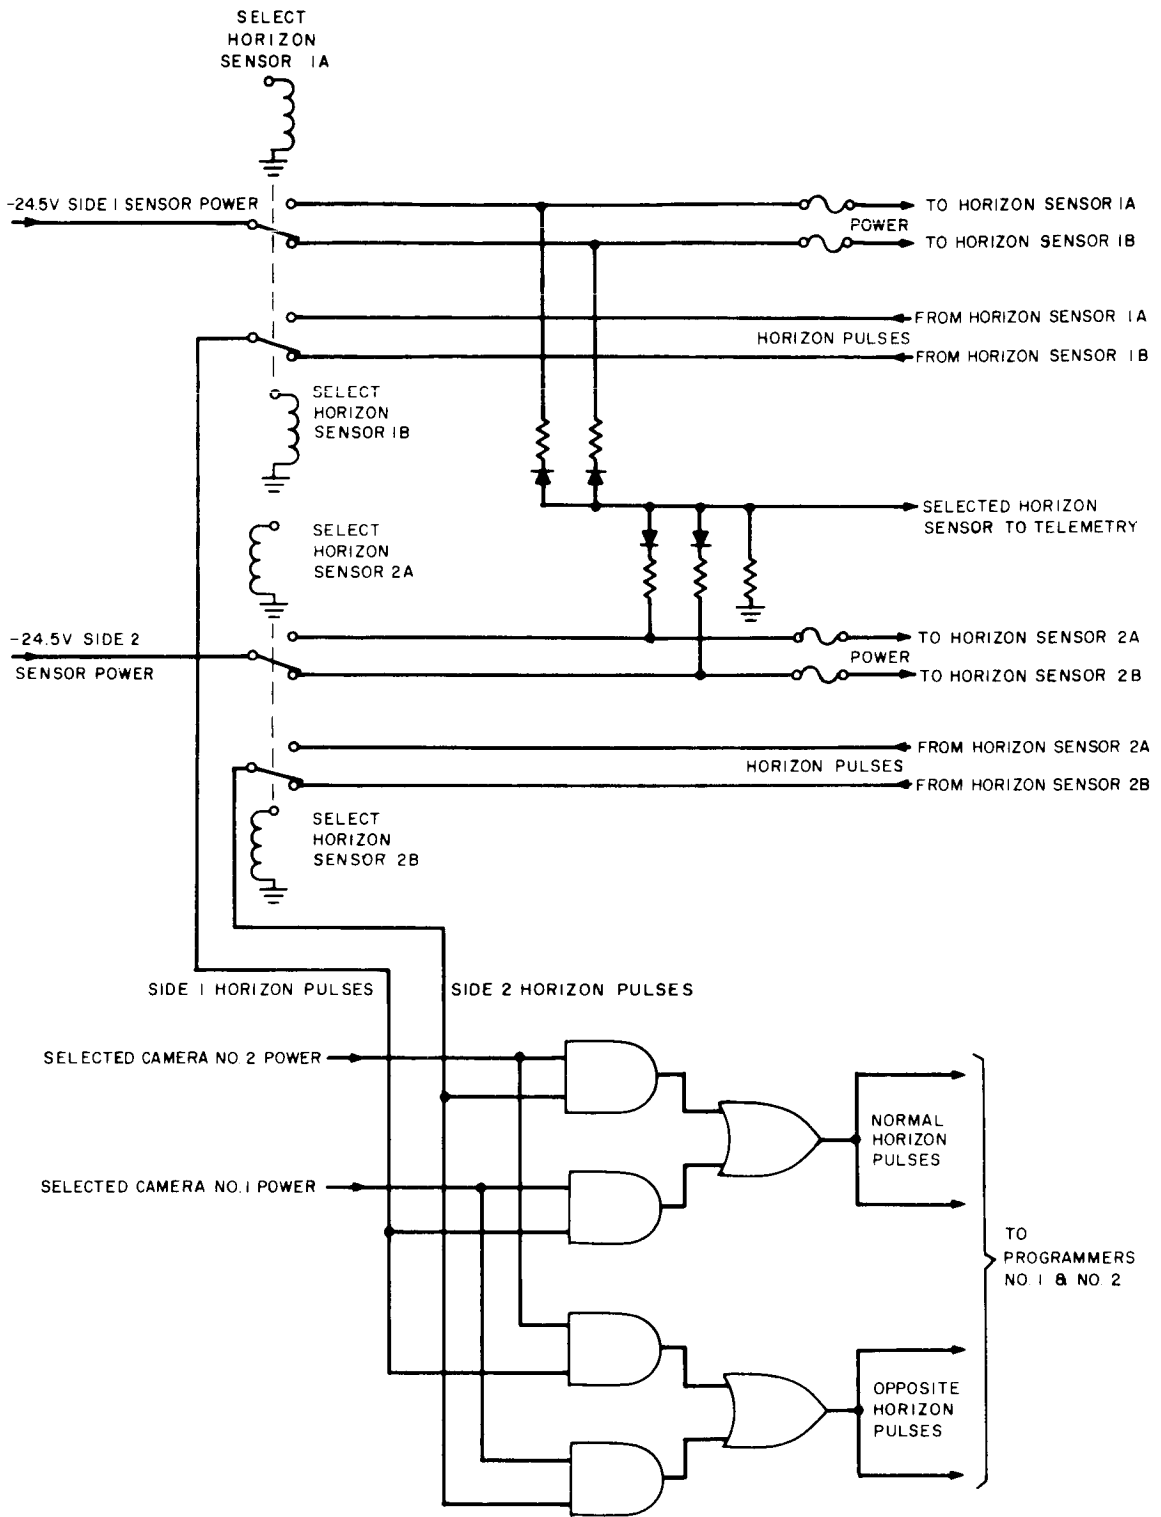 SELECT
HORIZON
SENSOR 1A
-24.5V SIDE 1 SENSOR POWER
TO HORIZON SENSOR 1A
POWER
TO HORIZON SENSOR 1B
FROM HORIZON SENSOR 1A
HORIZON PULSES
FROM HORIZON SENSOR 1B
SELECT
HORIZON
SENSOR 1B
SELECTED HORIZON
SENSOR TO TELEMETRY
SELECT
HORIZON
SENSOR 2A
-24.5V SIDE 2
SENSOR POWER
TO HORIZON SENSOR 2A
POWER
TO HORIZON SENSOR 2B
FROM HORIZON SENSOR 2A
HORIZON PULSES
FROM HORIZON SENSOR 2B
SELECT
HORIZON
SENSOR 2B
SIDE 1 HORIZON PULSES
SIDE 2 HORIZON PULSES
SELECTED CAMERA NO. 2 POWER
NORMAL
HORIZON
PULSES
SELECTED CAMERA NO. 1 POWER
TO
PROGRAMMERS
NO. 1 & NO. 2
OPPOSITE
HORIZON
PULSES